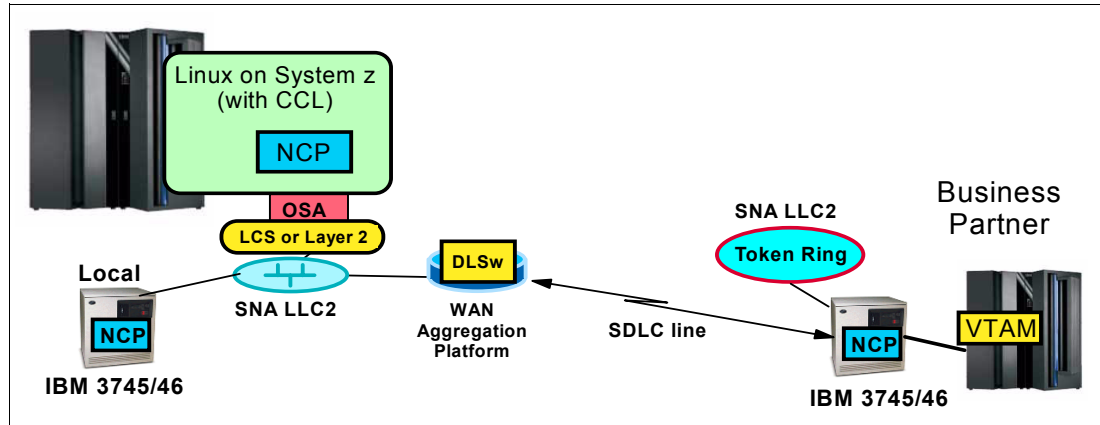 Linux on System z
(with CCL)
NCP
OSA
LCS or Layer 2
Local
NCP
IBM 3745/46
SNA LLC2
DLSw
WAN
Aggregation
Platform
SDLC line
SNA LLC2
Token Ring
NCP
IBM 3745/46
Business
Partner
VTAM